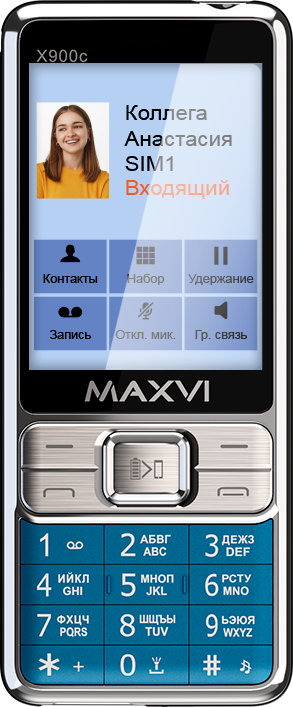 X900c
Коллега
Анастасия
SIM1
Входящий
Контакты Набор Удержание
Запись Откл. мик. Гр. связь
MAXVI
1 2 АБВГ ABC 3 ДЕЖЗ DEF
4 ИЙКЛ GHI 5 МНОП JKL 6 РСТУ MNO
7 ФХЦЧ PQRS 8 ШЩЪЫ TUV 9 ЬЭЮЯ WXYZ
* + 0 #